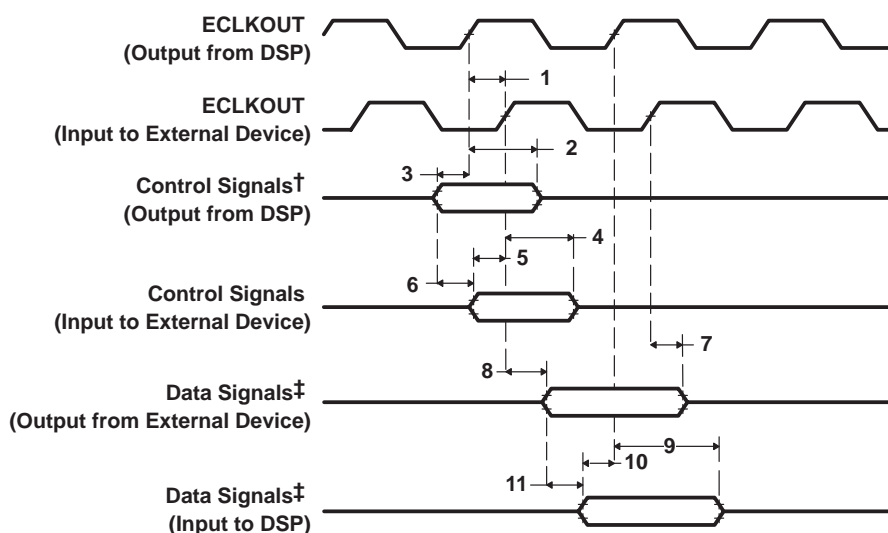 ECLKOUT
(Output from DSP)
1
ECLKOUT
(Input to External Device)
2
3
Control Signals†
(Output from DSP)
4
5
6
Control Signals
(Input to External Device)
7
8
Data Signals‡
(Output from External Device)
9
10
11
Data Signals‡
(Input to DSP)